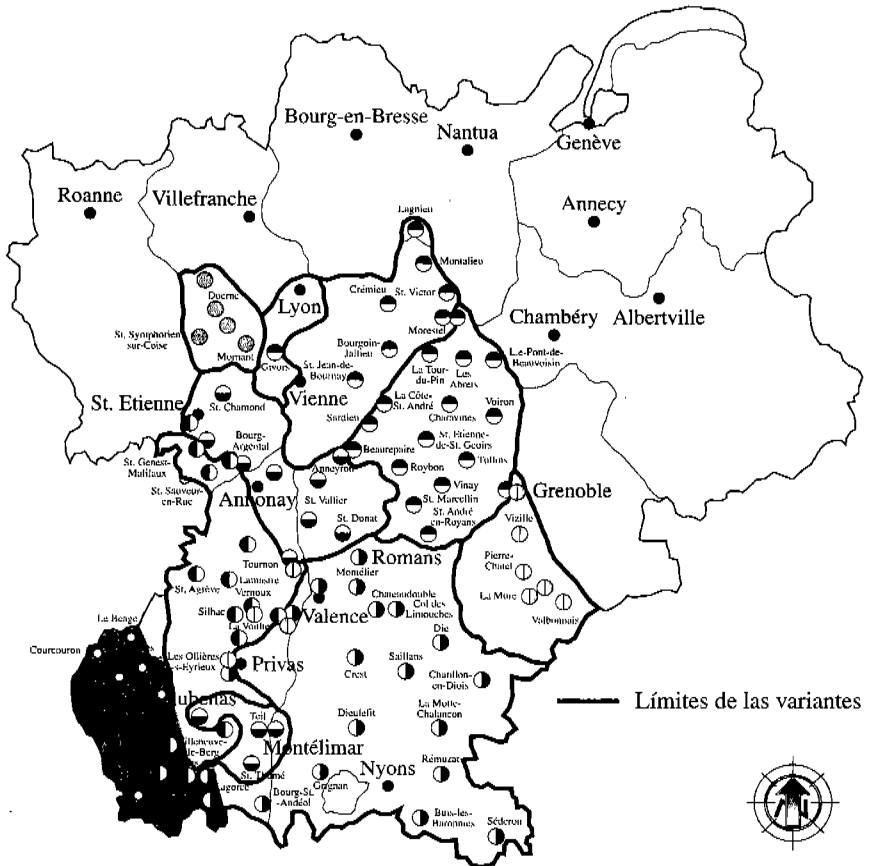 Bourg-en-Bresse
Nantua
Genève
Roanne
Villefranche
Annecy
Lagnieu
Montalieu
Crémieu
St. Victor
Duerne
Lyon
Morestel
Chambéry
Albertville
St. Symphorien
sur-Coise
Mornant
Givors
Bourgoin-
Jallieu
St. Jean-de-
Bournay
La Tour-
du-Pin
Les
Abrets
Le-Pont-de-
Beauvoisin
St. Etienne
St. Chamond
Vienne
La Côte-
St. André
Charavines
Voiron
Sardieu
St. Etienne-
de-St. Geoirs
Bourg-
Argental
Beaurepaire
Tullins
St. Genest-
Malifaux
Anneyron
Roybon
St. Sauveur-
en-Rue
Annonay
St. Vallier
Vinay
St. Marcellin
Grenoble
St. André
en-Royans
Vizille
St. Donat
Romans
Pierre-
Chatel
Tournon
Montélier
Lamastre
St. Agrève
Vernoux
Chateaudouble
Col des
Limouches
La Mure
Valbonnais
Silhac
La Voulte
Valence
Die
Le Béage
Courcouron
Les Ollières
Privas
Crest
Saillans
Chatillon-
en-Diois
Límites de las variantes
Teil
Dieulefit
La Motte-
Chalancon
Villeneuve-
de-Berg
Montélimar
St. Thomé
Nyons
Rémuzat
Lagorce
Bourg-St.
-Andéol
Grignan
Buis-les-
Baronnies
Séderon
N